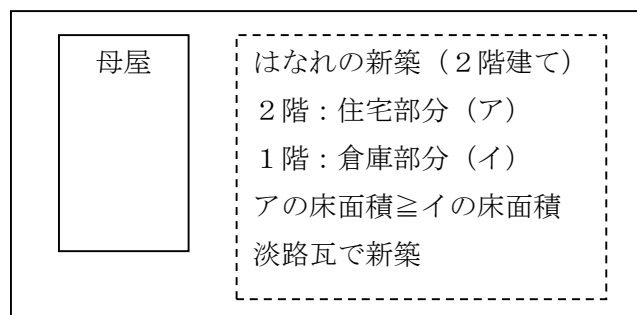 母屋
はなれの新築（２階建て）
２階：住宅部分（ア）
１階：倉庫部分（イ）
アの床面積≧イの床面積
淡路瓦で新築